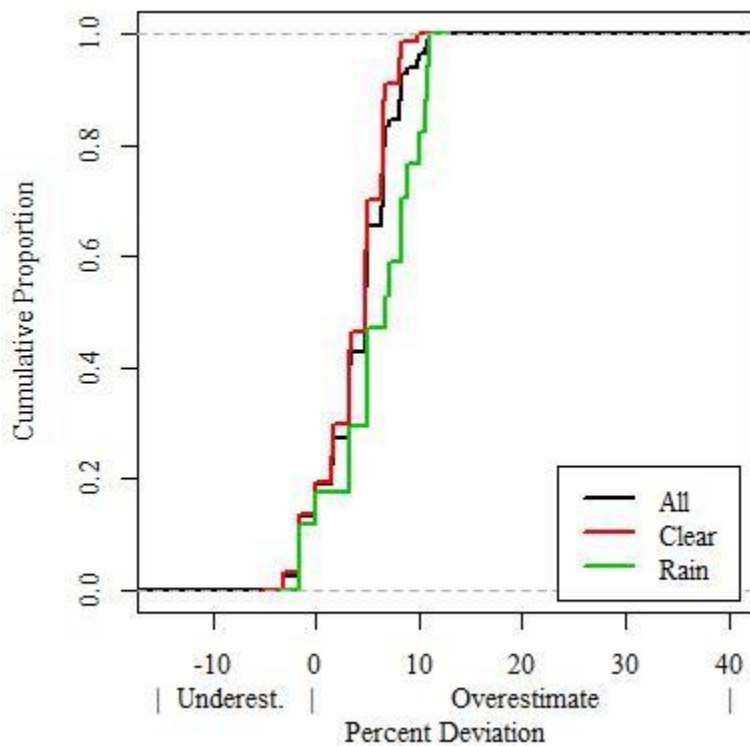 1.0
0.8
0.6
0.4
0.2
0.0
Cumulative Proportion
All
Clear
Rain
-10 0 10 20 30 40
| Underest. | Overestimate |
Percent Deviation